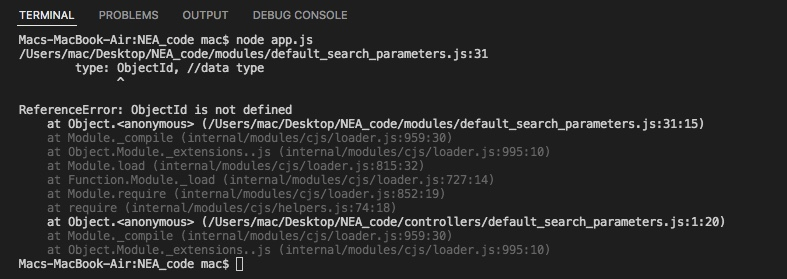 TERMINAL PROBLEMS OUTPUT DEBUG CONSOLE
Macs-MacBook-Air:NEA_code mac$ node app.js
/Users/mac/Desktop/NEA_code/modules/default_search_parameters.js:31
        type: ObjectId, //data type
              ^

ReferenceError: ObjectId is not defined
    at Object.<anonymous> (/Users/mac/Desktop/NEA_code/modules/default_search_parameters.js:31:15)
    at Module._compile (internal/modules/cjs/loader.js:959:30)
    at Object.Module._extensions..js (internal/modules/cjs/loader.js:995:10)
    at Module.load (internal/modules/cjs/loader.js:815:32)
    at Function.Module._load (internal/modules/cjs/loader.js:727:14)
    at Module.require (internal/modules/cjs/loader.js:852:19)
    at require (internal/modules/cjs/helpers.js:74:18)
    at Object.<anonymous> (/Users/mac/Desktop/NEA_code/controllers/default_search_parameters.js:1:20)
    at Module._compile (internal/modules/cjs/loader.js:959:30)
    at Object.Module._extensions..js (internal/modules/cjs/loader.js:995:10)
Macs-MacBook-Air:NEA_code mac$